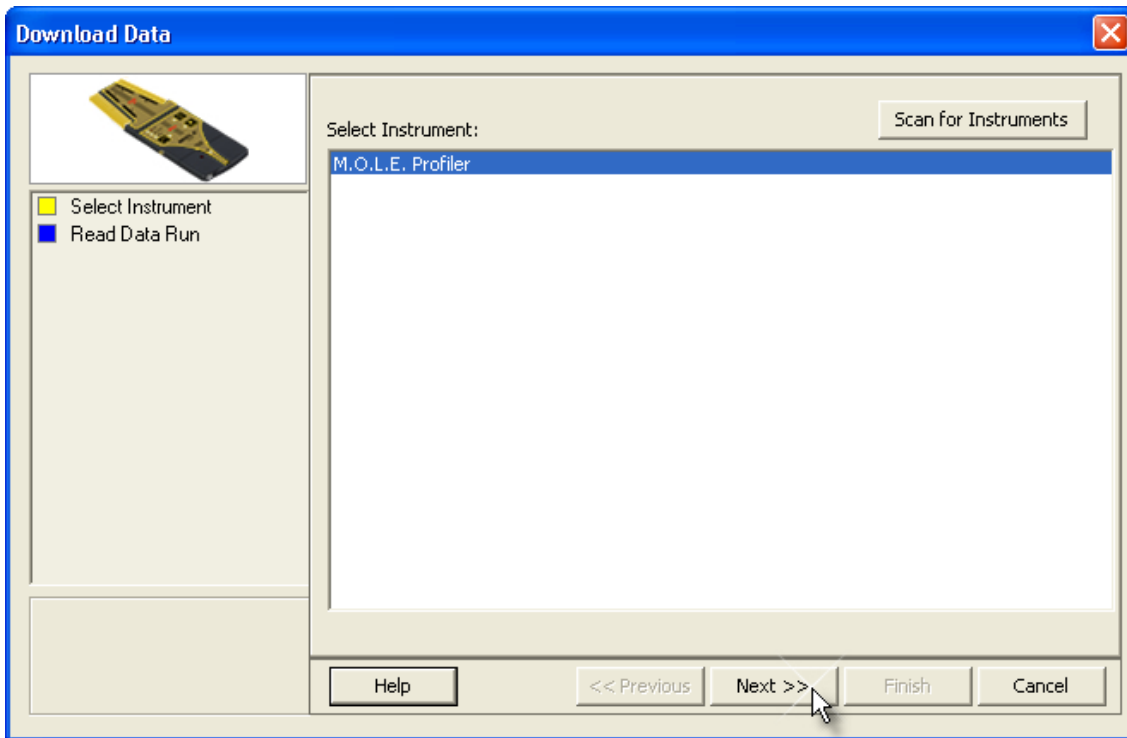 Download Data
Select Instrument
Read Data Run
Select Instrument:
Scan for Instruments
M.O.L.E. Profiler
Help
<< Previous
Next >>
Finish
Cancel